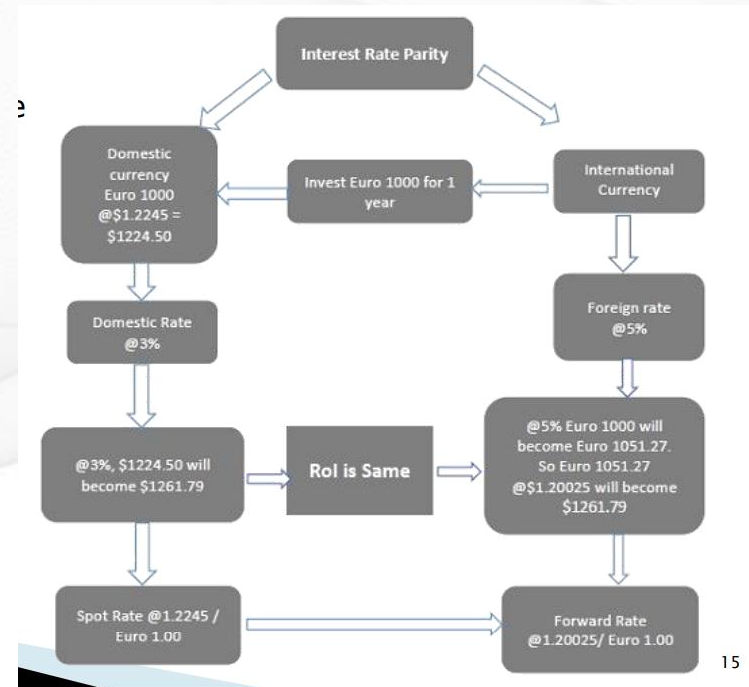 Interest Rate Parity
e
Domestic
currency
Euro 1000
@$1.2245 =
$1224.50
Invest Euro 1000 for 1
year
International
Currency
Domestic Rate
@3%
Foreign rate
@5%
@3%, $1224.50 will
become $1261.79
RoI is Same
@5% Euro 1000 will
become Euro 1051.27.
So Euro 1051.27
@$1.20025 will become
$1261.79
Spot Rate @1.2245 /
Euro 1.00
Forward Rate
@1.20025/ Euro 1.00
15